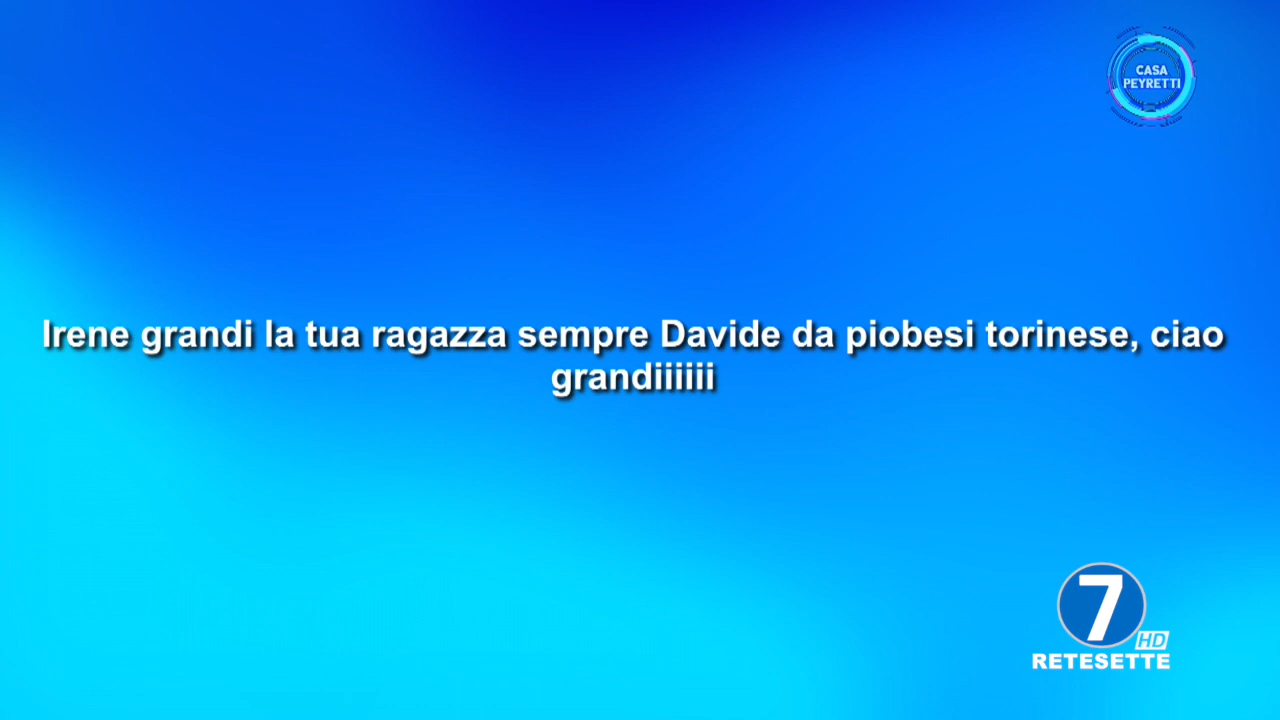 CASA
PEYRETTI
Irene grandi la tua ragazza sempre Davide da piobesi torinese, ciao
grandiiiiii
7
HD
RETESETTE